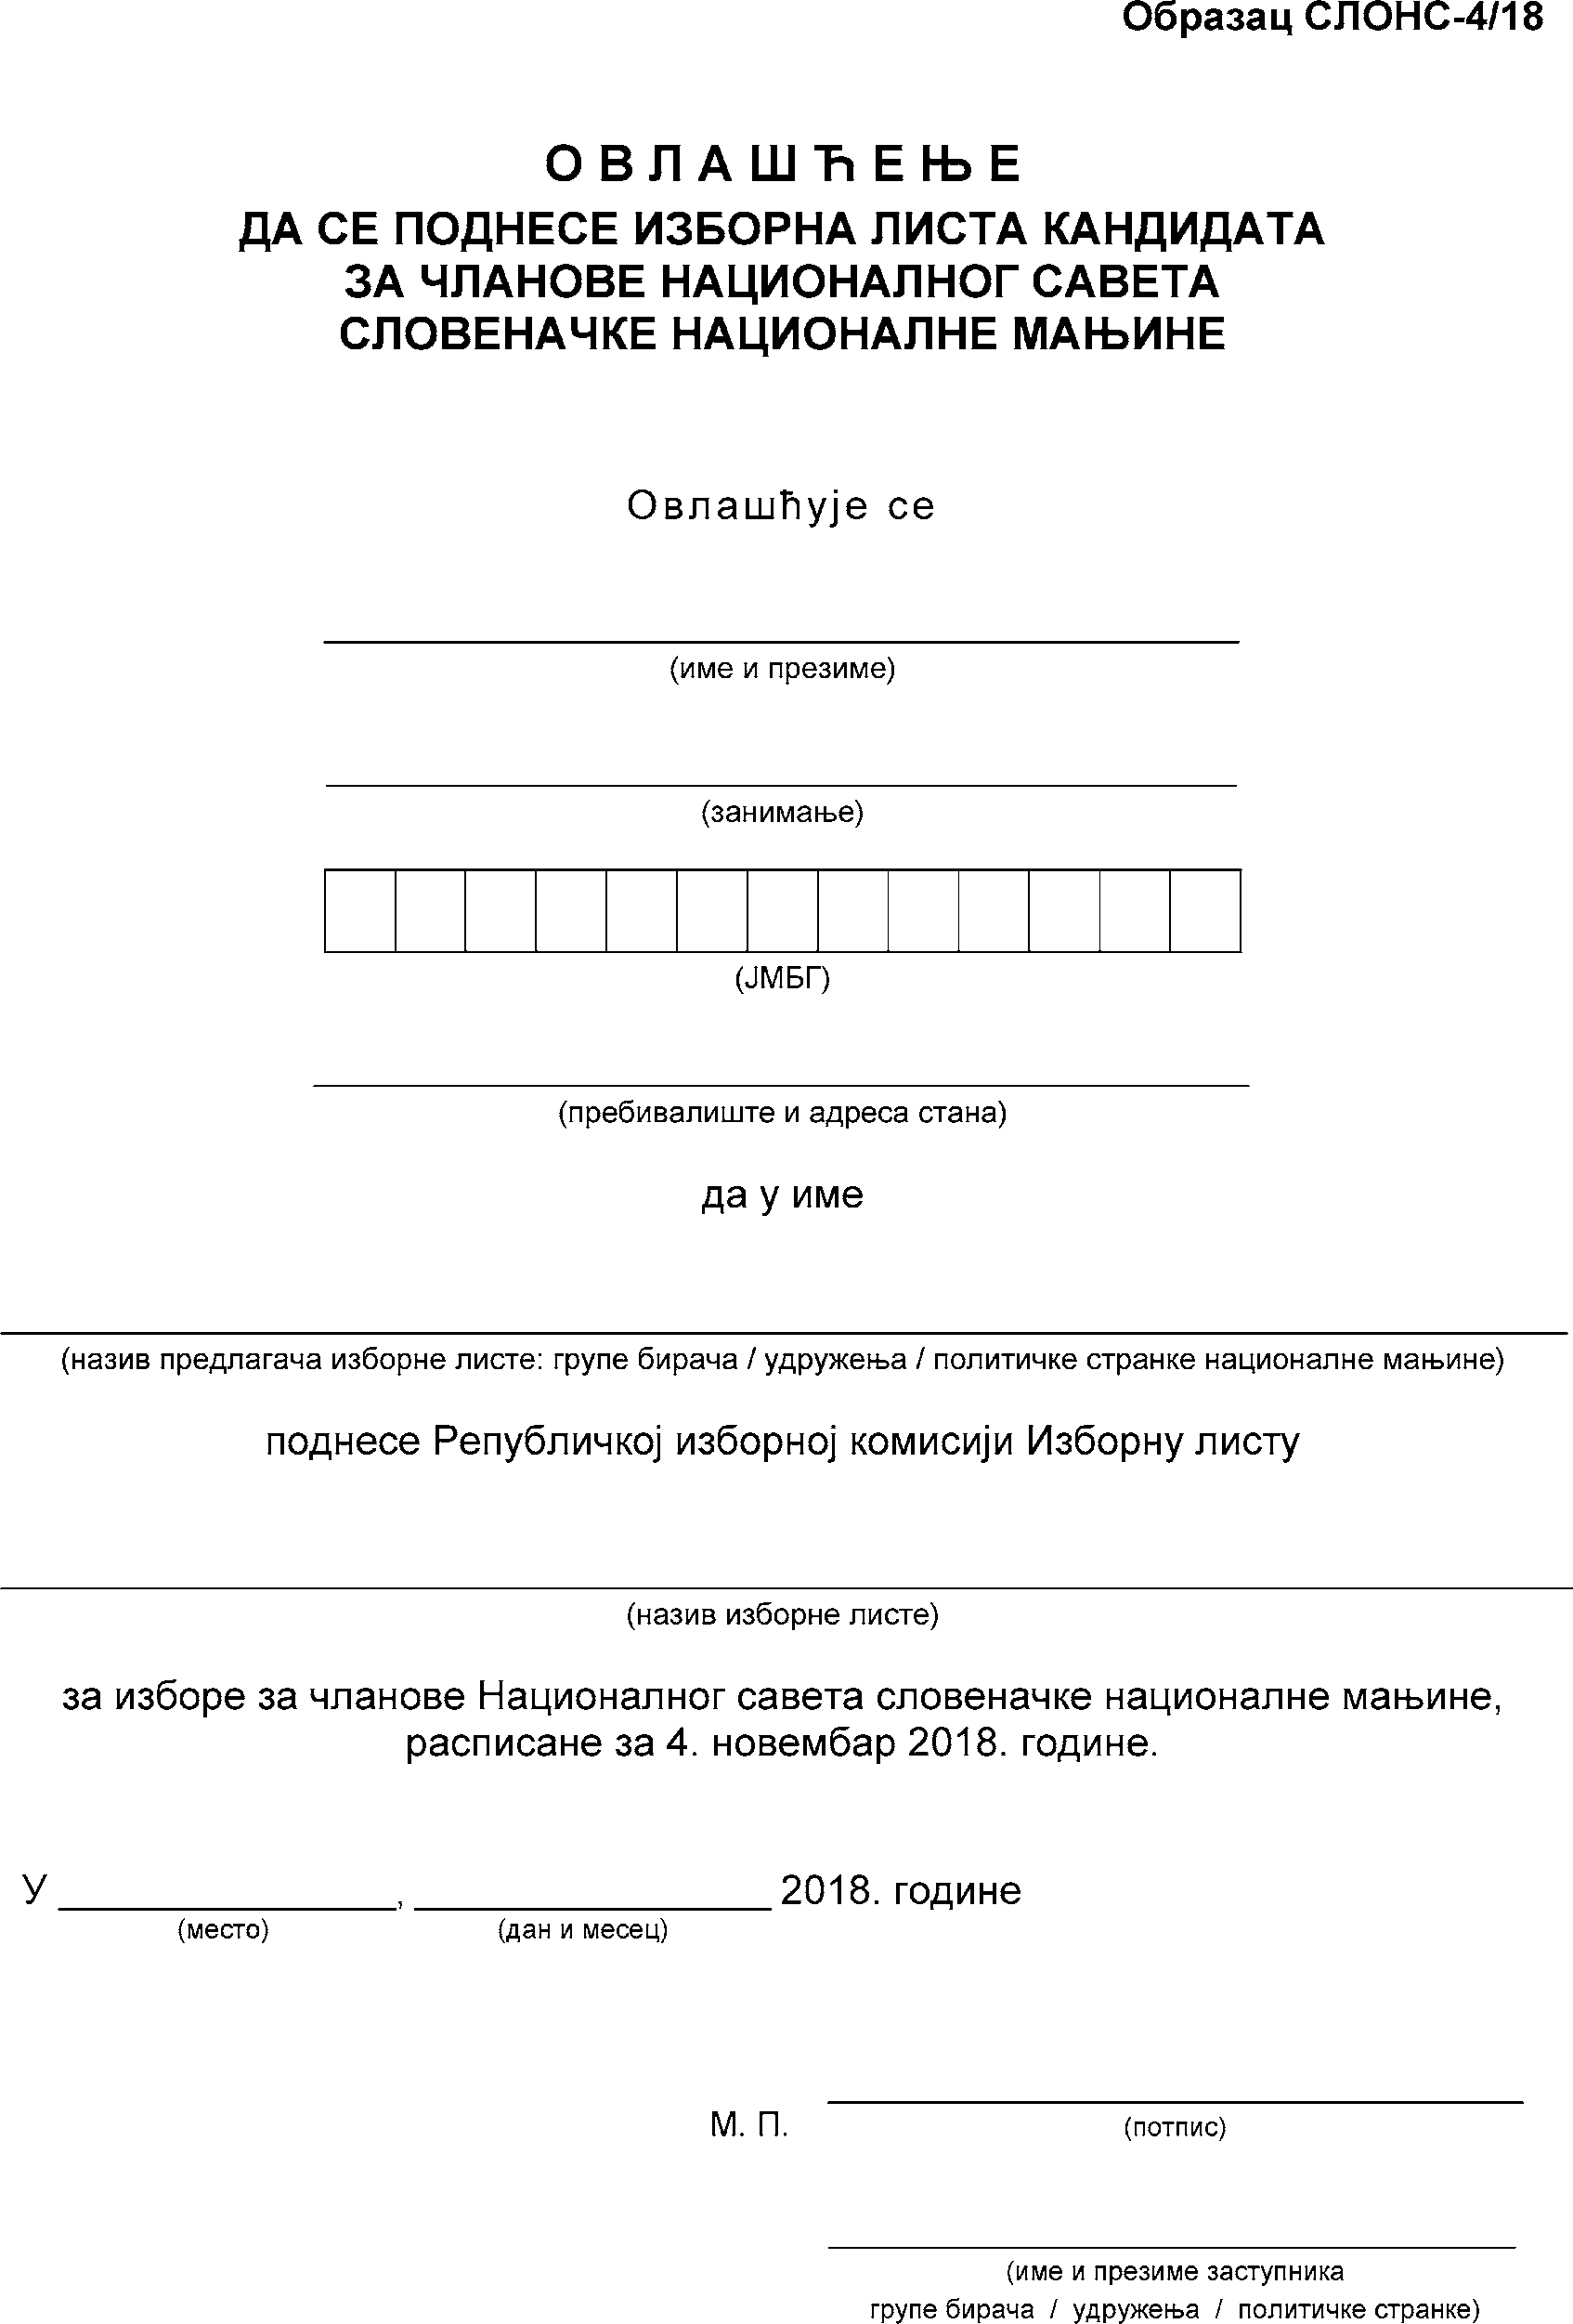 Образац СЛОНС-4/18
О В Л А Ш Ћ Е Њ Е
ДА СЕ ПОДНЕСЕ ИЗБОРНА ЛИСТА КАНДИДАТА
ЗА ЧЛАНОВЕ НАЦИОНАЛНОГ САВЕТА
СЛОВЕНАЧКЕ НАЦИОНАЛНЕ МАЊИНЕ
Овлашћује се
(име и презиме)
(занимање)
(ЈМБГ)
(пребивалиште и адреса стана)
да у име
(назив предлагача изборне листе: групе бирача / удружења / политичке странке националне мањине)
поднесе Републичкој изборној комисији Изборну листу
(назив изборне листе)
за изборе за чланове Националног савета словеначке националне мањине,
расписане за 4. новембар 2018. године.
У ________________, ________________ 2018. године
(место) (дан и месец)
М. П.
(потпис)
(име и презиме заступника
групе бирача / удружења / политичке странке)